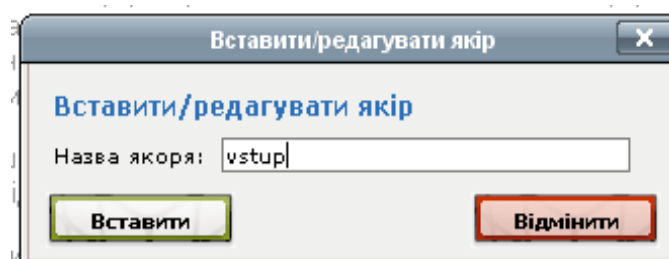 Вставити/редагувати якір
Вставити/редагувати якір
Назва якоря: vstup
Вставити Відмінити